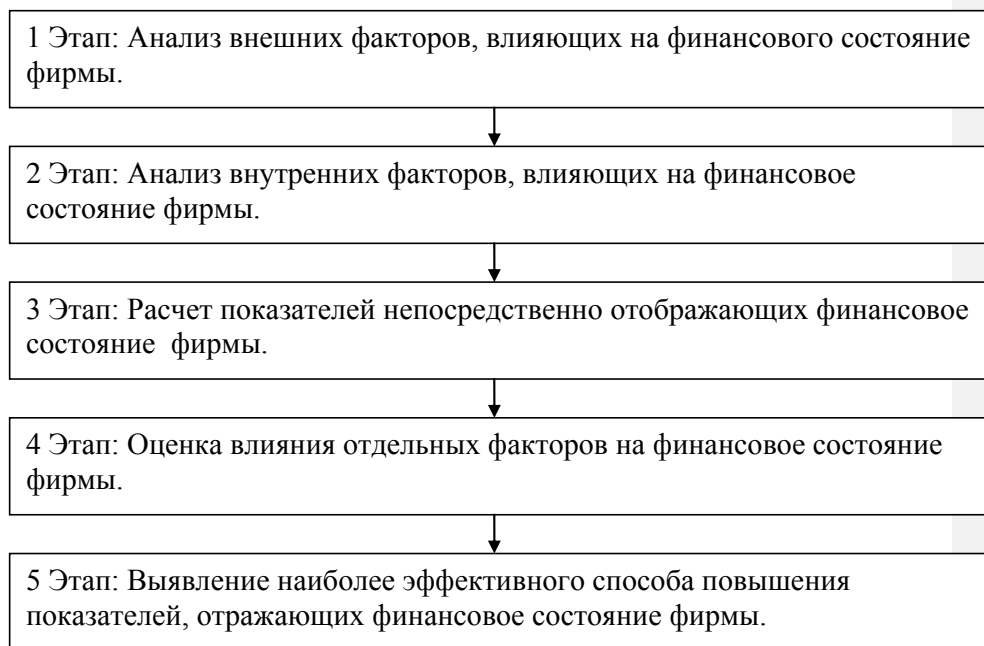 1 Этап: Анализ внешних факторов, влияющих на финансового состояние
фирмы.
2 Этап: Анализ внутренних факторов, влияющих на финансовое
состояние фирмы.
3 Этап: Расчет показателей непосредственно отображающих финансовое
состояние  фирмы.
4 Этап: Оценка влияния отдельных факторов на финансовое состояние
фирмы.
5 Этап: Выявление наиболее эффективного способа повышения
показателей, отражающих финансовое состояние фирмы.